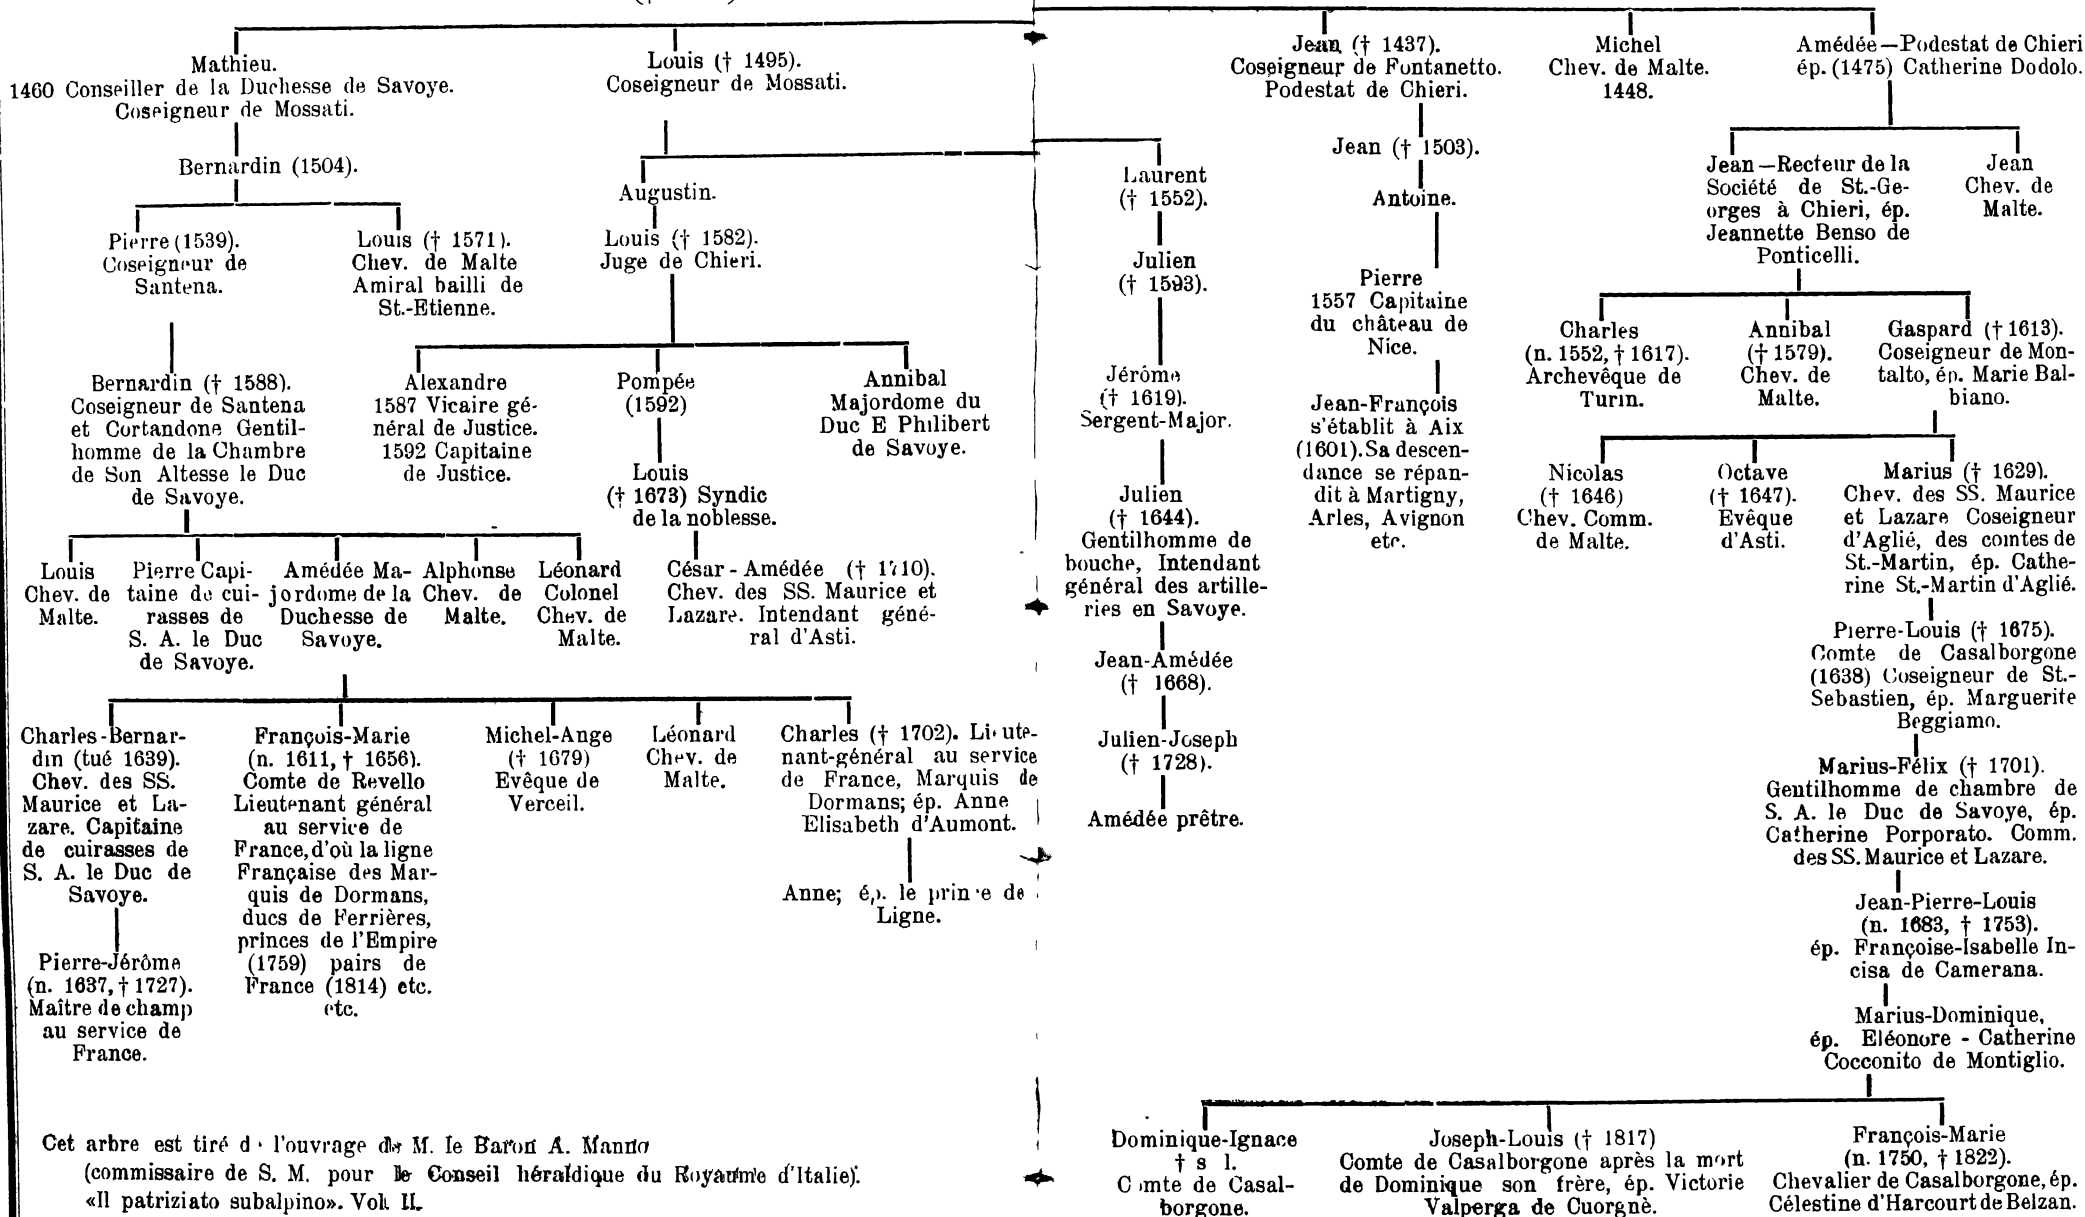 Mathieu.
1460 Conseiller de la Duchesse de Savoye.
Coseigneur de Mossati.
Louis († 1495).
Coseigneur de Mossati.
Jean († 1437).
Coseigneur de Fontanetto.
Podestat de Chieri.
Michel
Chev. de Malte.
1448.
Amédée—Podestat de Chieri
ép. (1475) Catherine Dodolo.
Bernardin (1504).
Augustin.
Laurent
(† 1552).
Jean († 1503).
Jean—Recteur de la
Société de St.-Ge-
orges à Chieri, ép.
Jeannette Benso de
Ponticelli.
Jean
Chev. de
Malte.
Pierre (1539).
Coseigneur de
Santena.
Louis († 1571).
Chev. de Malte
Amiral bailli de
St.-Etienne.
Louis († 1582).
Juge de Chieri.
Julien
(† 1593).
Antoine.
Pierre
1557 Capitaine
du château de
Nice.
Charles
(n. 1552, † 1617).
Archevêque de
Turin.
Annibal
(† 1579).
Chev. de
Malte.
Gaspard († 1613).
Coseigneur de Mon-
talto, ép. Marie Bal-
biano.
Bernardin († 1588).
Coseigneur de Santena
et Cortandone Gentil-
homme de la Chambre
de Son Altesse le Duc
de Savoye.
Alexandre
1587 Vicaire gé-
néral de Justice.
1592 Capitaine
de Justice.
Pompée
(1592)
Annibal
Majordome du
Duc E Philibert
de Savoye.
Jérôme
(† 1619).
Sergent-Major.
Jean-François
s'établit à Aix
(1601). Sa descen-
dance se répan-
dit à Martigny,
Arles, Avignon
etc.
Louis
(† 1673) Syndic
de la noblesse.
Julien
(† 1644).
Gentilhomme de
bouche, Intendant
général des artille-
ries en Savoye.
Nicolas
(† 1646)
Chev. Comm.
de Malte.
Octave
(† 1647).
Evêque
d'Asti.
Marius († 1629).
Chev. des SS. Maurice
et Lazare Coseigneur
d'Aglié, des comtes de
St.-Martin, ép. Cathe-
rine St.-Martin d'Aglié.
Louis
Chev. de
Malte.
Pierre Capi-
taine de cui-
rasses de
S. A. le Duc
de Savoye.
Amédée Ma-
jordome de la
Duchesse de
Savoye.
Alphonse
Chev. de
Malte.
Léonard
Colonel
Chev. de
Malte.
César-Amédée († 1710).
Chev. des SS. Maurice et
Lazare. Intendant géné-
ral d'Asti.
Jean-Amédée
(† 1668).
Pierre-Louis († 1675).
Comte de Casalborgone
(1638) Coseigneur de St.-
Sebastien, ép. Marguerite
Beggiamo.
Charles-Bernar-
din (tué 1639).
Chev. des SS.
Maurice et La-
zare. Capitaine
de cuirasses de
S. A. le Duc de
Savoye.
François-Marie
(n. 1611, † 1656).
Comte de Revello
Lieutenant général
au service de
France, d'où la ligne
Française des Mar-
quis de Dormans,
ducs de Ferrières,
princes de l'Empire
(1759) pairs de
France (1814) etc.
etc.
Michel-Ange
(† 1679)
Evêque de
Verceil.
Léonard
Chev. de
Malte.
Charles († 1702). Lieute-
nant-général au service
de France, Marquis de
Dormans; ép. Anne
Elisabeth d'Aumont.
Julien-Joseph
(† 1728).
Amédée prêtre.
Marius-Félix († 1701).
Gentilhomme de chambre de
S. A. le Duc de Savoye, ép.
Catherine Porporato. Comm.
des SS. Maurice et Lazare.
Anne; ép. le prince de
Ligne.
Jean-Pierre-Louis
(n. 1683, † 1753).
ép. Françoise-Isabelle In-
cisa de Camerana.
Pierre-Jérôme
(n. 1637, † 1727).
Maître de champ
au service de
France.
Marius-Dominique,
ép. Eléonore - Catherine
Cocconito de Montiglio.
Dominique-Ignace
† s l.
Comte de Casal-
borgone.
Joseph-Louis († 1817)
Comte de Casalborgone après la mort
de Dominique son frère, ép. Victorie
Valperga de Cuorgnè.
François-Marie
(n. 1750, † 1822).
Chevalier de Casalborgone, ép.
Célestine d'Harcourt de Belzan.
Cet arbre est tiré de l'ouvrage de M. le Baron A. Manno
(commissaire de S. M. pour le Conseil héraldique du Royaume d'Italie).
«Il patriziato subalpino». Vol. II.